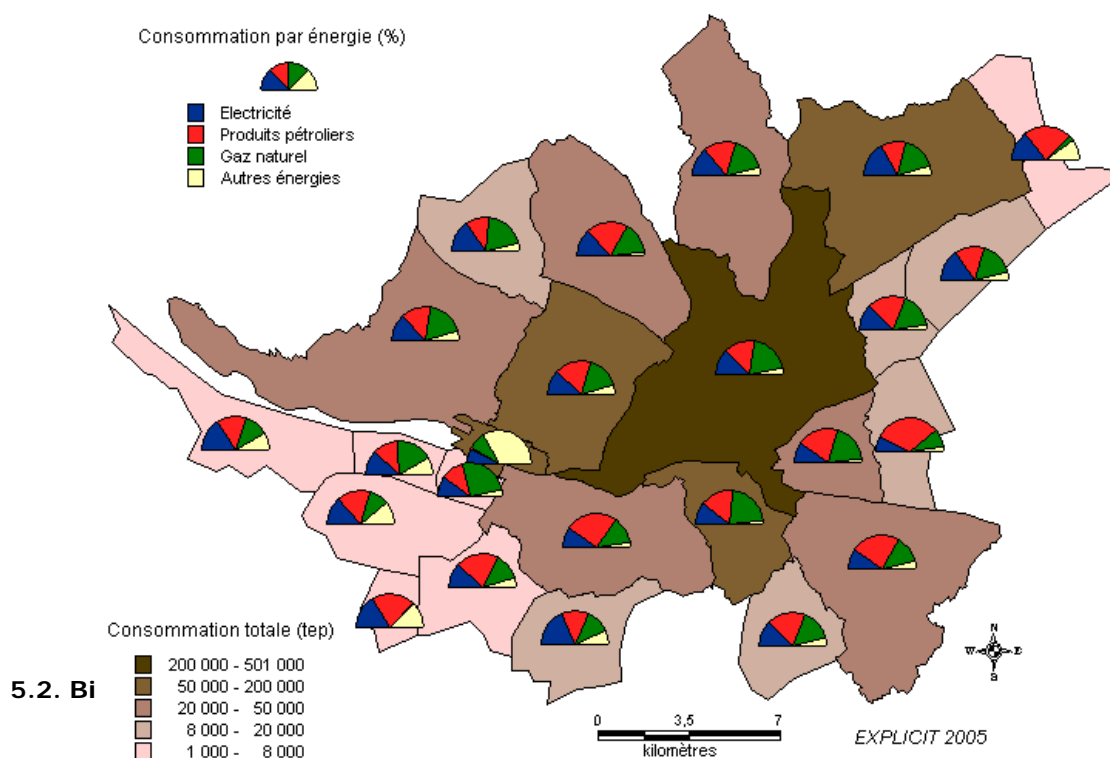 Consommation par énergie (%)
Electricité
Produits pétroliers
Gaz naturel
Autres énergies
Consommation totale (tep)
200 000 - 501 000
50 000 - 200 000
20 000 - 50 000
8 000 - 20 000
1 000 - 8 000
5.2. Bi
0 3,5 7
kilomètres
N
W E
S
EXPLICIT 2005